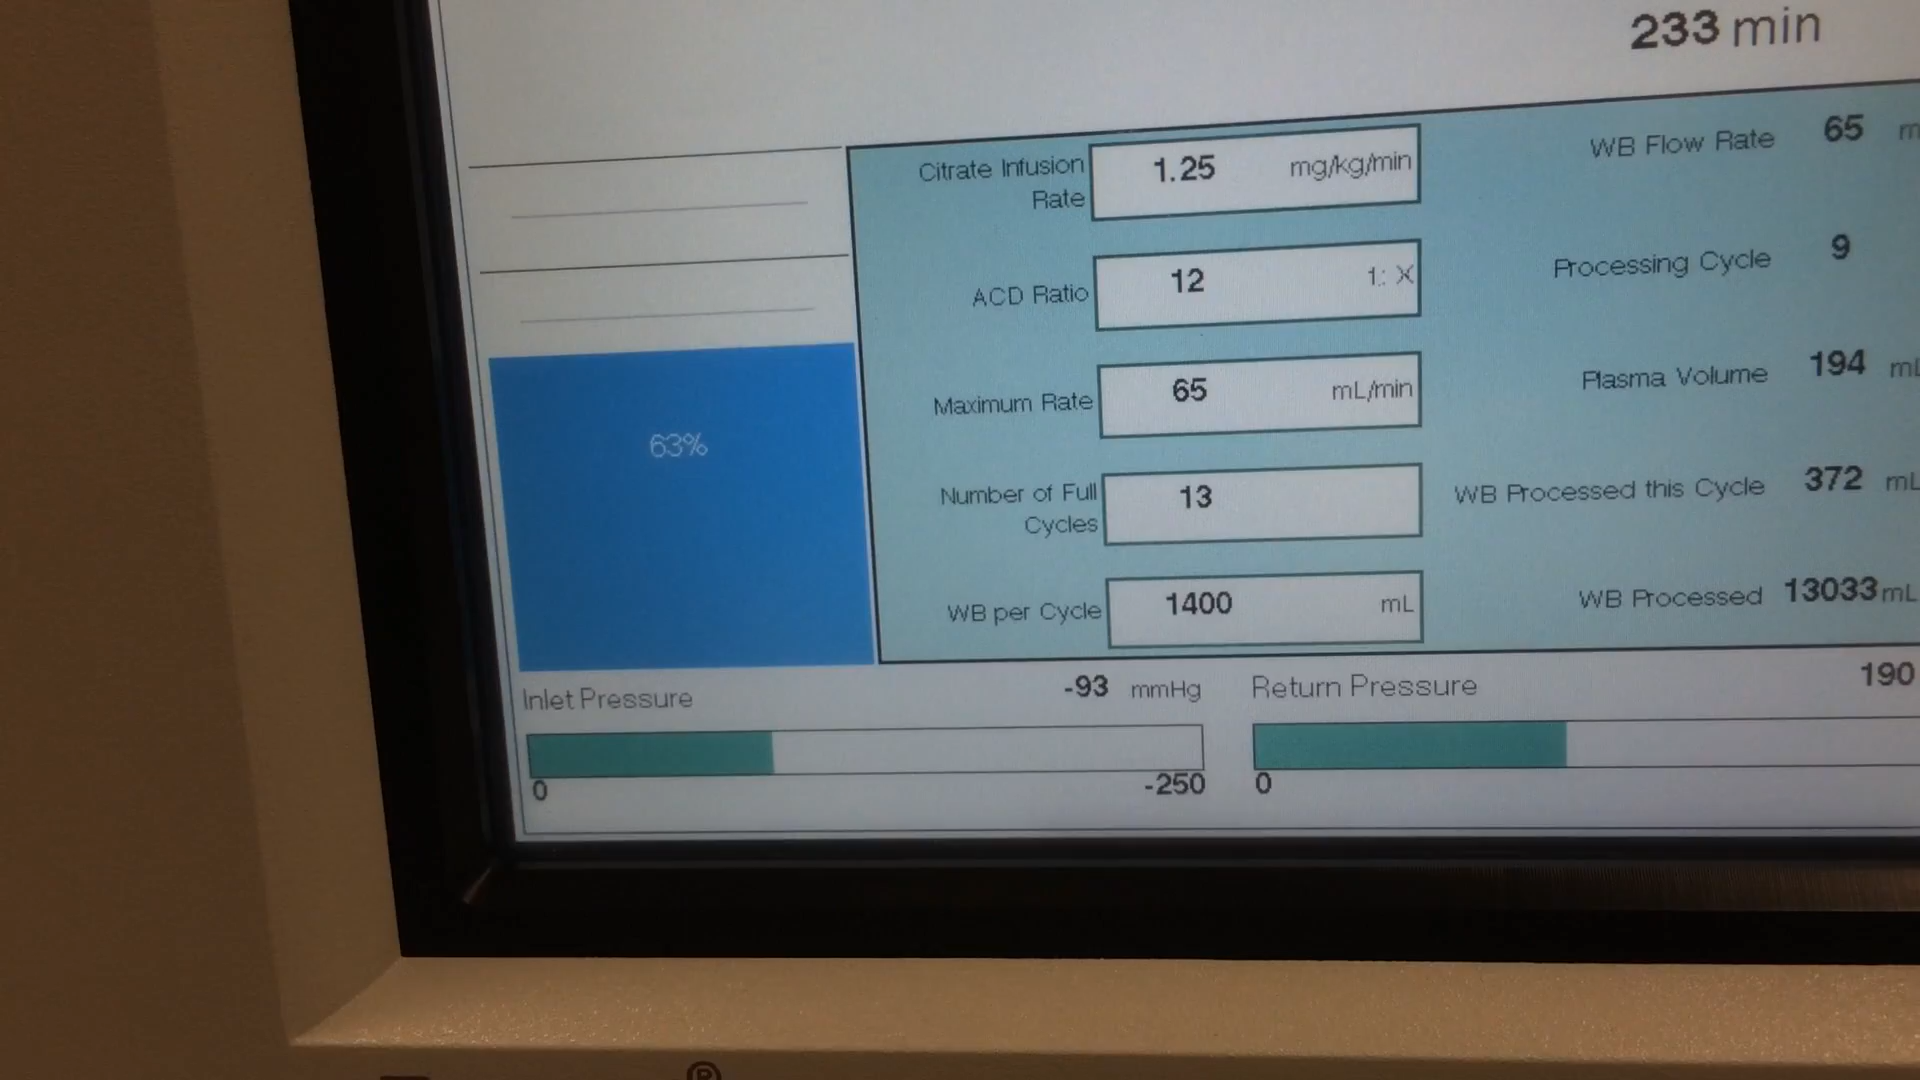 233 min
Citrate Infusion Rate 1.25 mg/kg/min
WB Flow Rate 65
ACD Ratio 12 1: X
Processing Cycle 9
Maximum Rate 65 mL/min
Plasma Volume 194 mL
63%
Number of Full Cycles 13
WB Processed this Cycle 372 mL
WB per Cycle 1400 mL
WB Processed 13033 mL
Inlet Pressure -93 mmHg
Return Pressure 190
0 -250
0
®